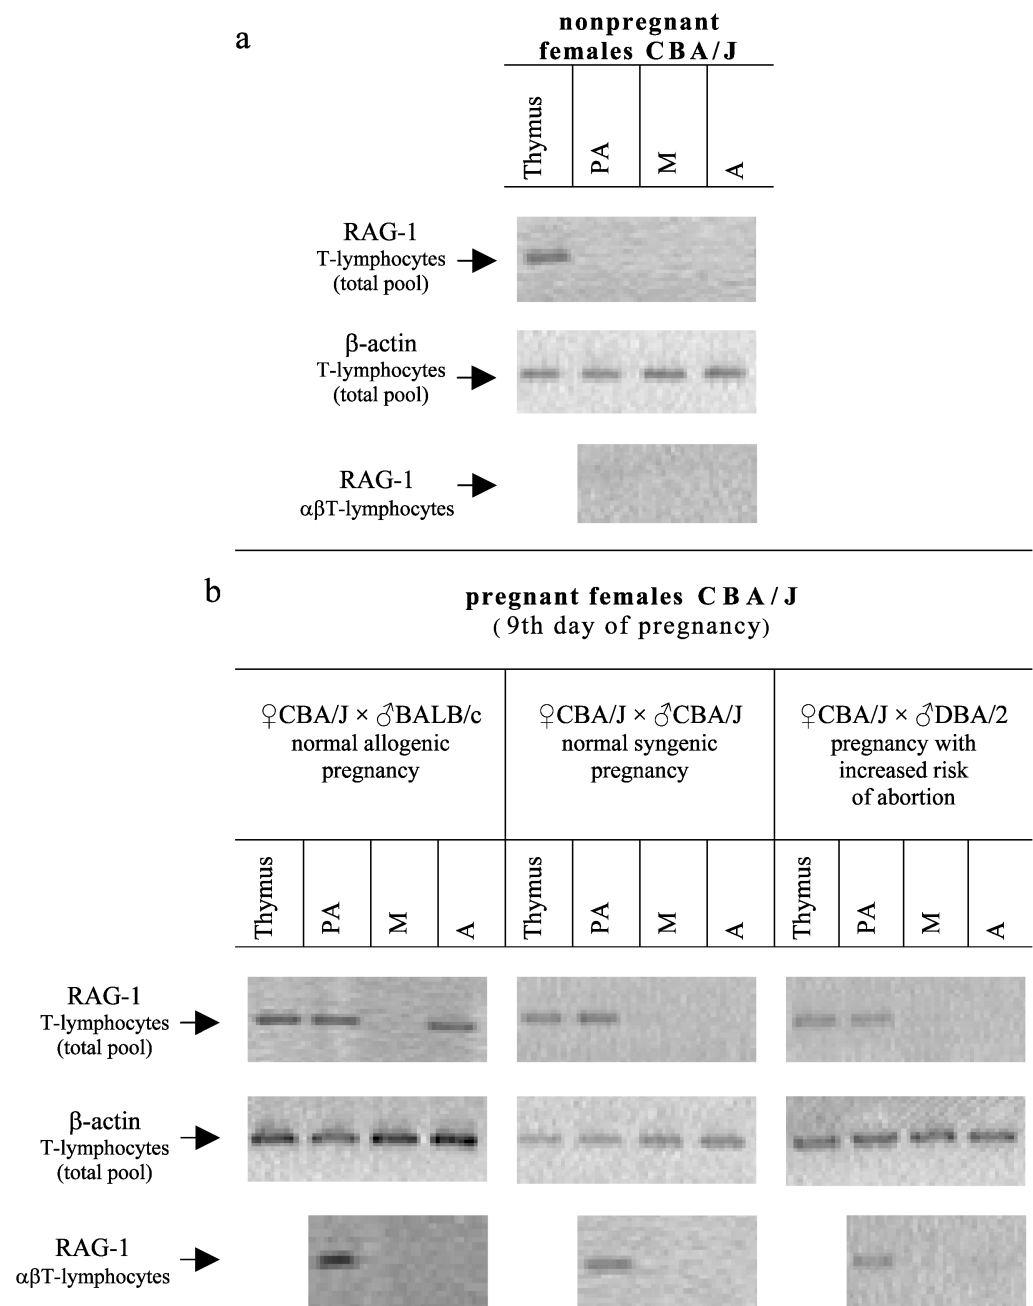 a
nonpregnant
females CBA/J
Thymus
PA
M
A
RAG-1
T-lymphocytes
(total pool)
β-actin
T-lymphocytes
(total pool)
RAG-1
αβT-lymphocytes
b
pregnant females CBA/J
(9th day of pregnancy)
♀CBA/J × ♂BALB/c
normal allogenic
pregnancy
♀CBA/J × ♂CBA/J
normal syngenic
pregnancy
♀CBA/J × ♂DBA/2
pregnancy with
increased risk
of abortion
Thymus
PA
M
A
Thymus
PA
M
A
Thymus
PA
M
A
RAG-1
T-lymphocytes
(total pool)
β-actin
T-lymphocytes
(total pool)
RAG-1
αβT-lymphocytes